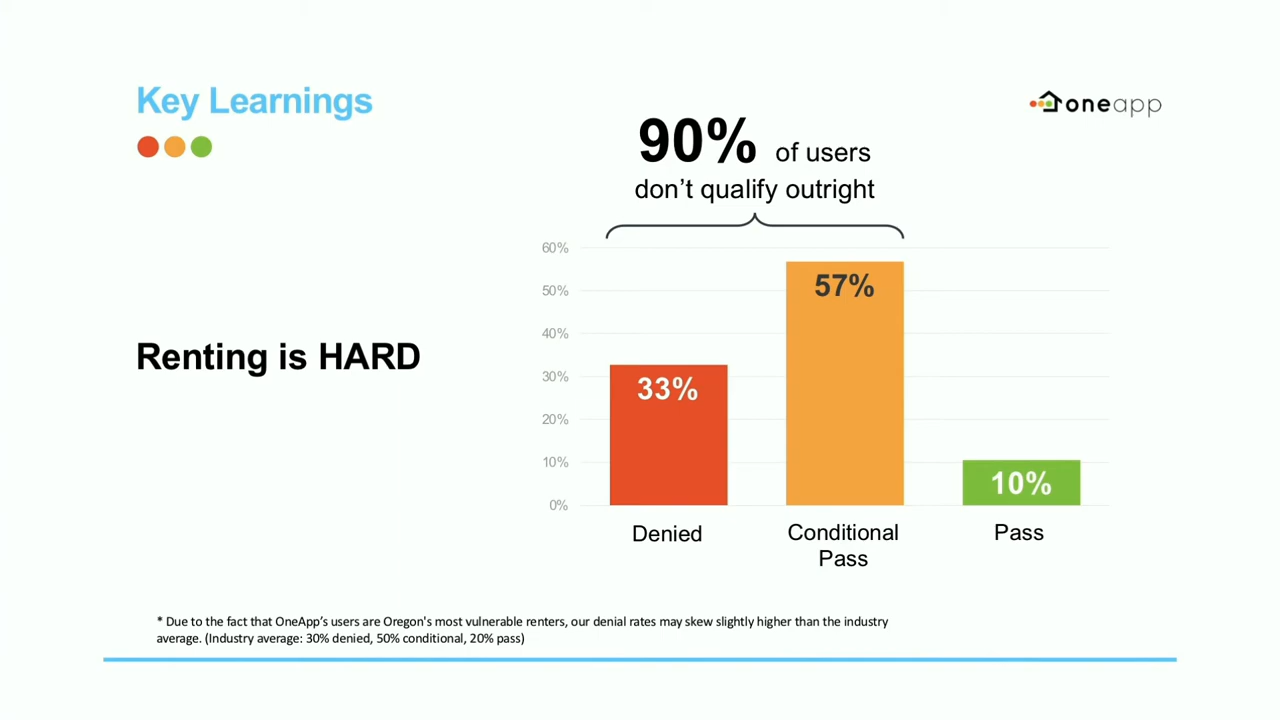 Key Learnings
oneapp
90% of users
don't qualify outright
Renting is HARD
60%
50%
40%
30%
20%
10%
0%
33%
57%
10%
Denied
Conditional
Pass
Pass
* Due to the fact that OneApp's users are Oregon's most vulnerable renters, our denial rates may skew slightly higher than the industry
average. (Industry average: 30% denied, 50% conditional, 20% pass)